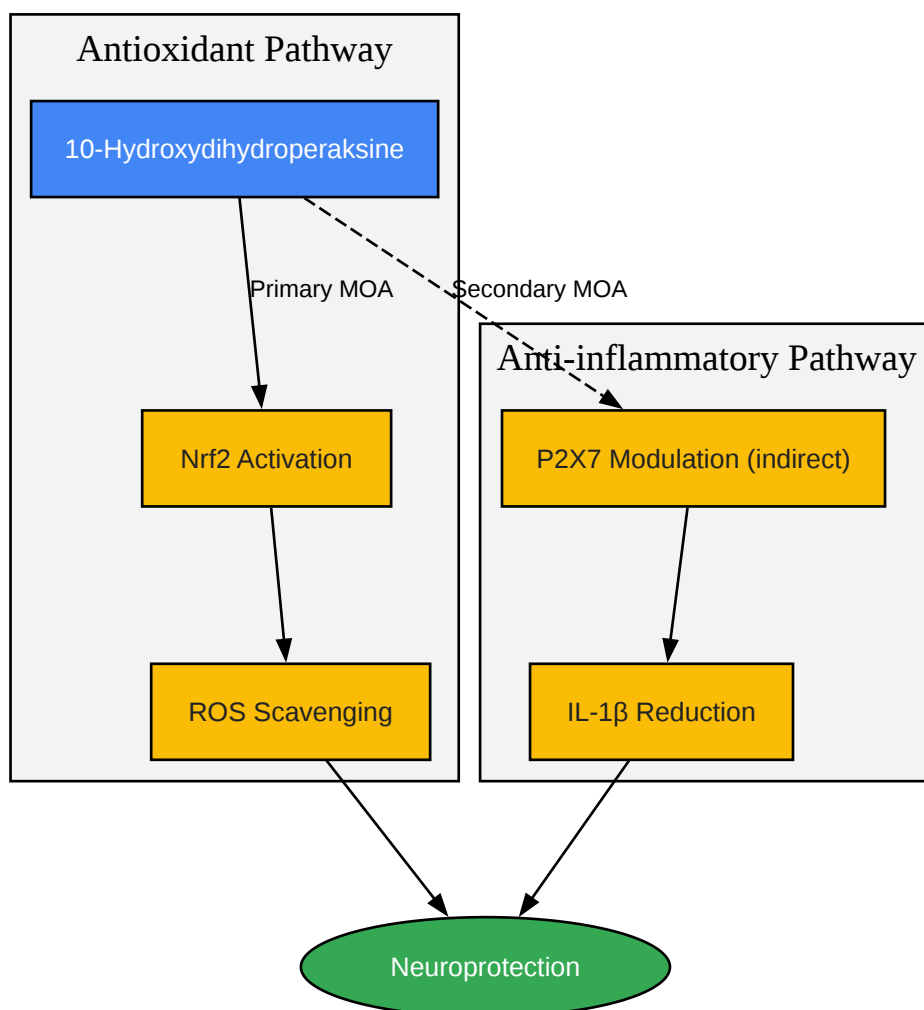 Antioxidant Pathway
10-Hydroxydihydroperaksine
Primary MOA
Secondary MOA
Anti-inflammatory Pathway
Nrf2 Activation
P2X7 Modulation (indirect)
ROS Scavenging
IL-1β Reduction
Neuroprotection